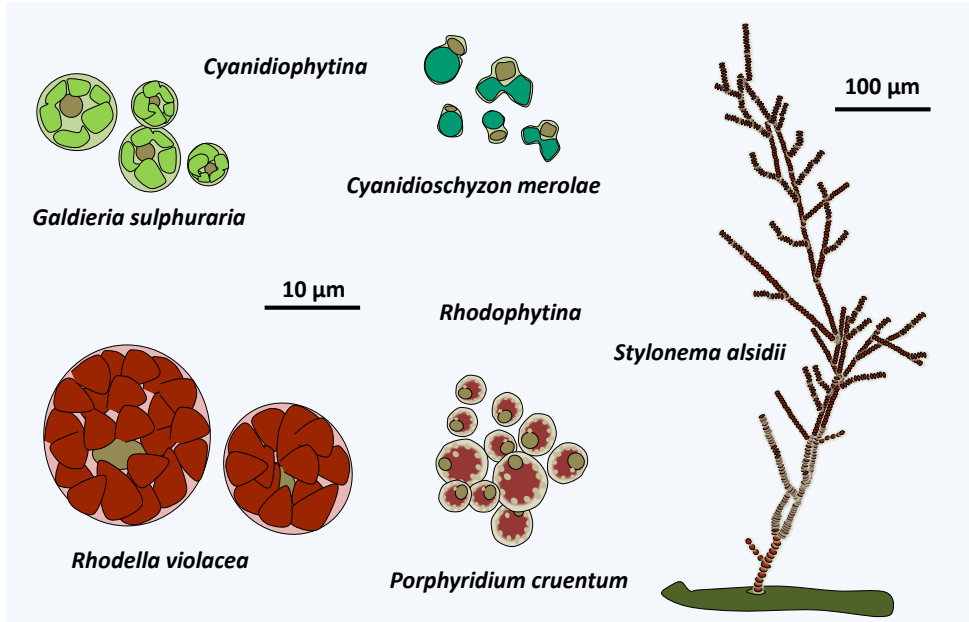 Cyanidiophytina
100 µm
Cyanidioschyzon merolae
Galdieria sulphuraria
10 µm
Rhodophytina
Stylonema alsidii
Rhodella violacea
Porphyridium cruentum